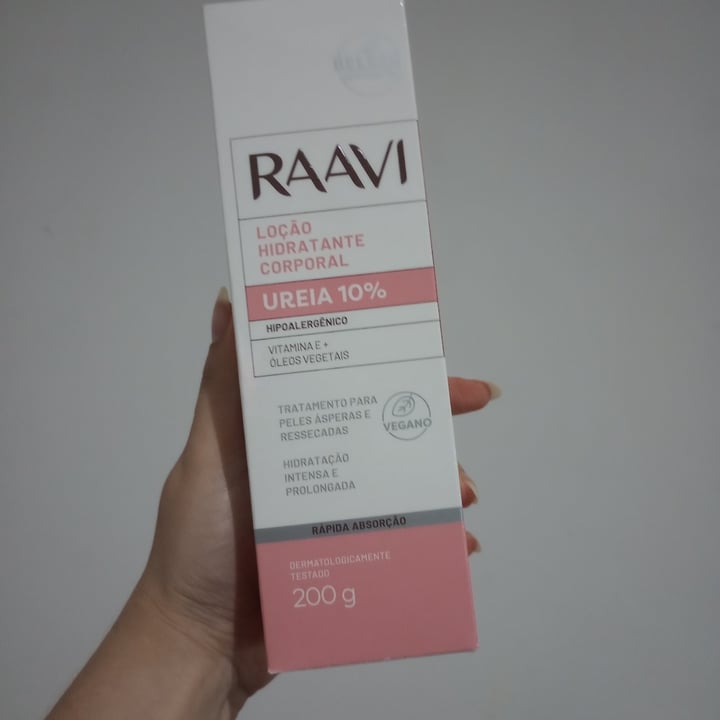 RAAVI
LOÇÃO
HIDRATANTE
CORPORAL
UREIA 10%
HIPOALERGÊNICO
VITAMINA E +
ÓLEOS VEGETAIS
TRATAMENTO PARA
PELES ÁSPERAS E
RESSECADAS
VEGANO
HIDRATAÇÃO
INTENSA E
PROLONGADA
RÁPIDA ABSORÇÃO
DERMATOLOGICAMENTE
TESTADO
200 g